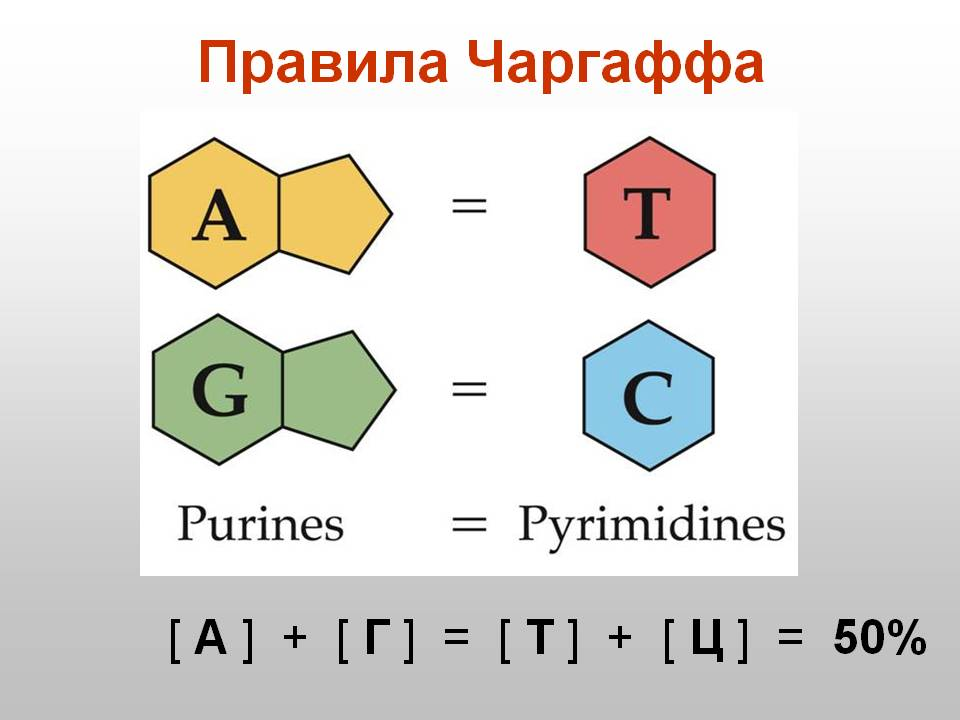 Правила Чаргаффа
A = T
G = C
Purines = Pyrimidines
[ А ] + [ Г ] = [ Т ] + [ Ц ] = 50%